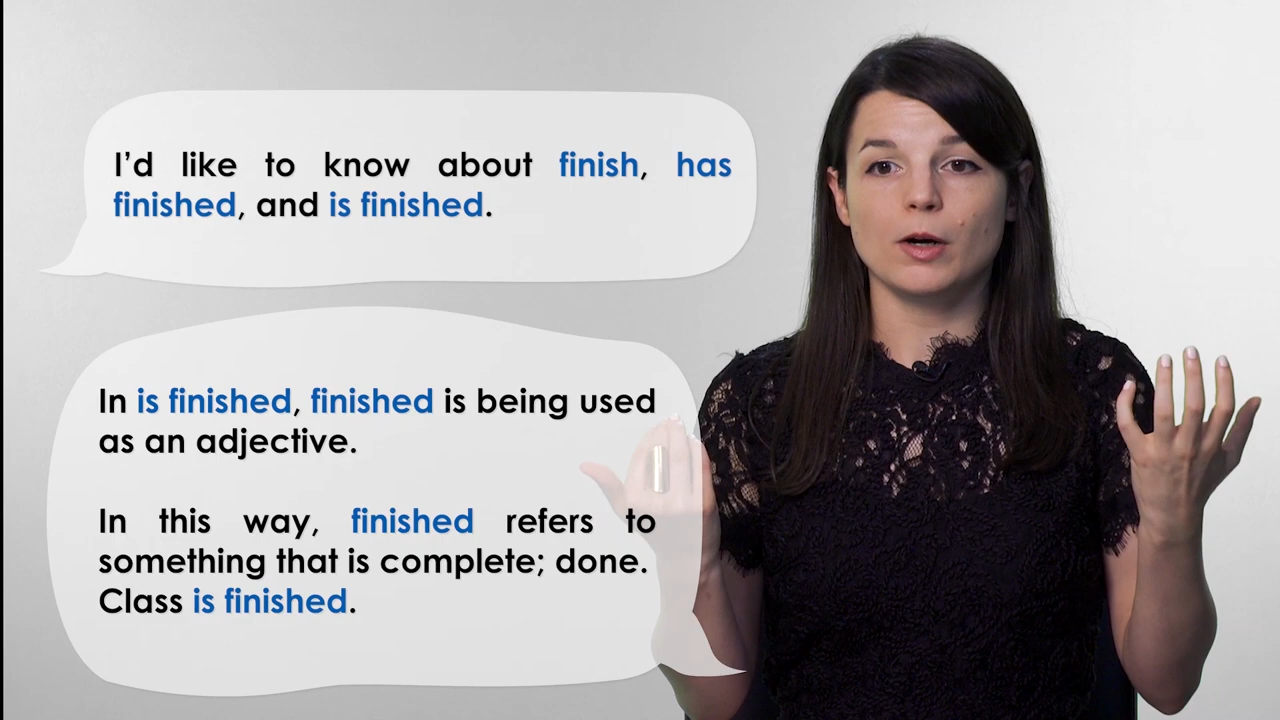 I'd like to know about finish, has
finished, and is finished.
In is finished, finished is being used
as an adjective.
In this way, finished refers to
something that is complete; done.
Class is finished.